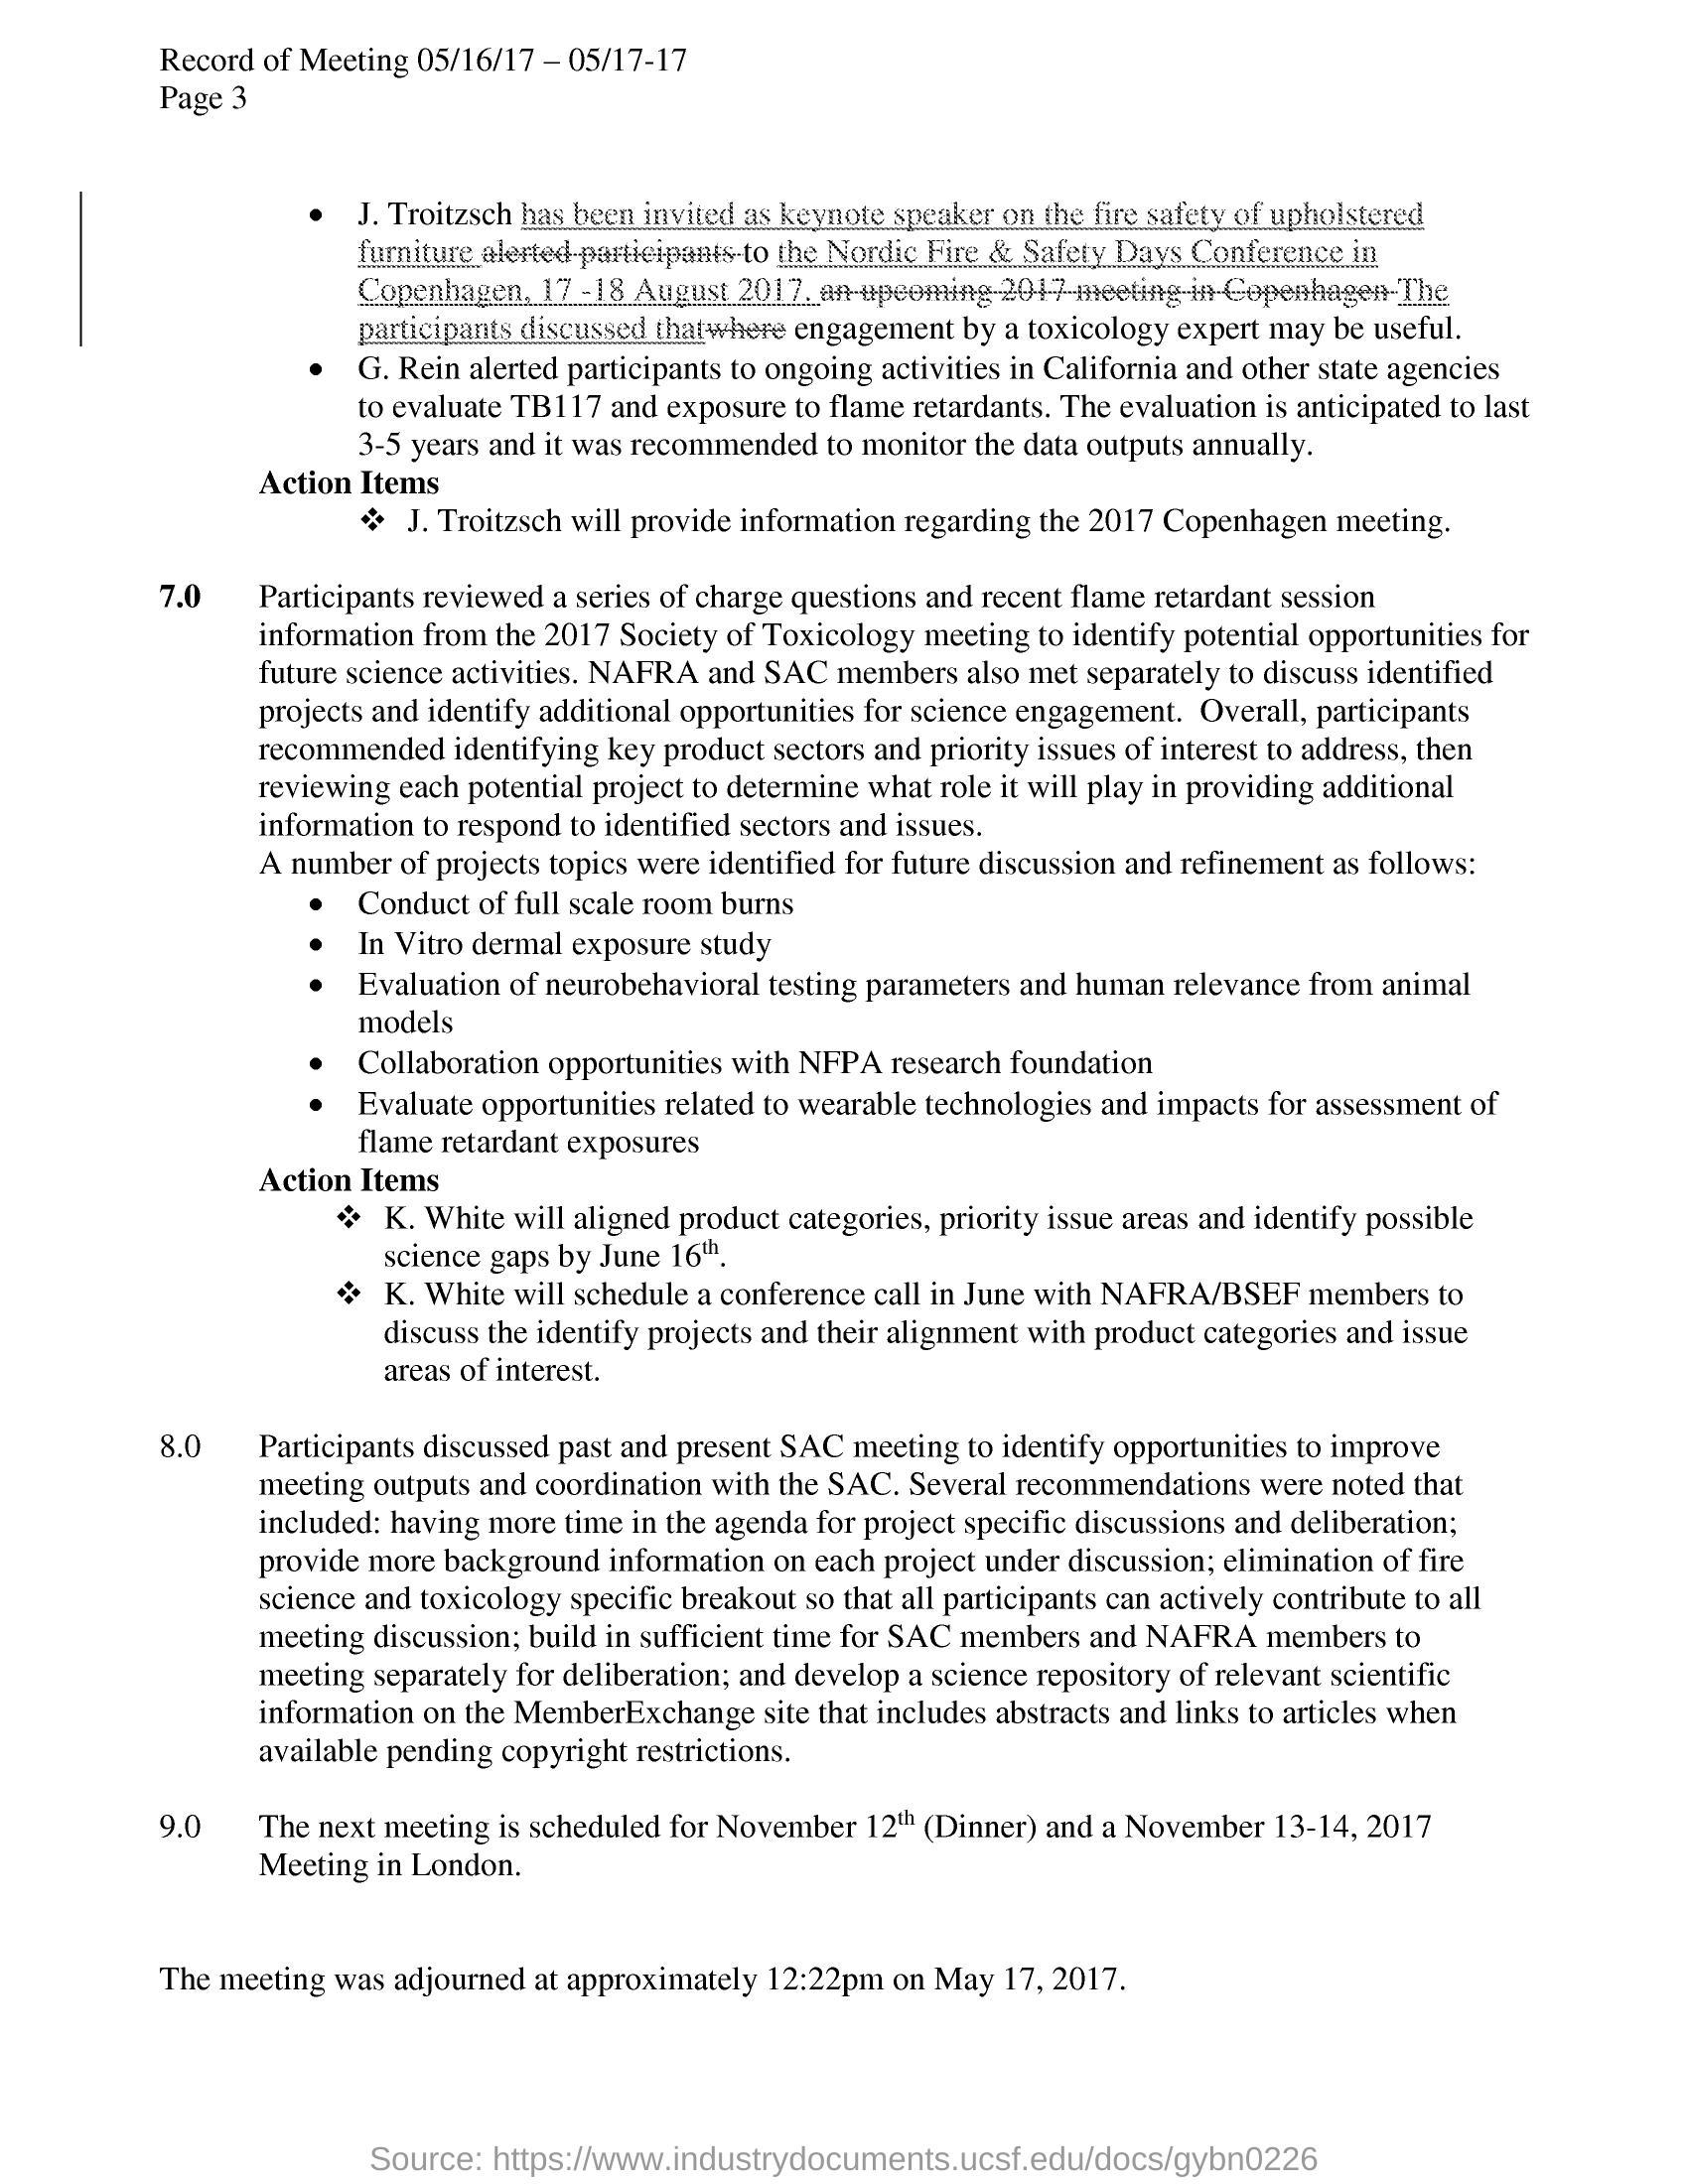 Record of Meeting 05/16/17 – 05/17-17
Page 3
• J. Troitzsch has been invited as keynote speaker on the fire safety of upholstered
furniture alerted participants to the Nordic Fire & Safety Days Conference in
Copenhagen, 17 -18 August 2017. an upcoming 2017 meeting in Copenhagen The
participants discussed thatwhere engagement by a toxicology expert may be useful.
• G. Rein alerted participants to ongoing activities in California and other state agencies
to evaluate TB117 and exposure to flame retardants. The evaluation is anticipated to last
3-5 years and it was recommended to monitor the data outputs annually.
Action Items
❖ J. Troitzsch will provide information regarding the 2017 Copenhagen meeting.
7.0 Participants reviewed a series of charge questions and recent flame retardant session
information from the 2017 Society of Toxicology meeting to identify potential opportunities for
future science activities. NAFRA and SAC members also met separately to discuss identified
projects and identify additional opportunities for science engagement.  Overall, participants
recommended identifying key product sectors and priority issues of interest to address, then
reviewing each potential project to determine what role it will play in providing additional
information to respond to identified sectors and issues.
A number of projects topics were identified for future discussion and refinement as follows:
• Conduct of full scale room burns
• In Vitro dermal exposure study
• Evaluation of neurobehavioral testing parameters and human relevance from animal
models
• Collaboration opportunities with NFPA research foundation
• Evaluate opportunities related to wearable technologies and impacts for assessment of
flame retardant exposures
Action Items
❖ K. White will aligned product categories, priority issue areas and identify possible
science gaps by June 16th.
❖ K. White will schedule a conference call in June with NAFRA/BSEF members to
discuss the identify projects and their alignment with product categories and issue
areas of interest.
8.0 Participants discussed past and present SAC meeting to identify opportunities to improve
meeting outputs and coordination with the SAC. Several recommendations were noted that
included: having more time in the agenda for project specific discussions and deliberation;
provide more background information on each project under discussion; elimination of fire
science and toxicology specific breakout so that all participants can actively contribute to all
meeting discussion; build in sufficient time for SAC members and NAFRA members to
meeting separately for deliberation; and develop a science repository of relevant scientific
information on the MemberExchange site that includes abstracts and links to articles when
available pending copyright restrictions.
9.0 The next meeting is scheduled for November 12th (Dinner) and a November 13-14, 2017
Meeting in London.
The meeting was adjourned at approximately 12:22pm on May 17, 2017.
Source: https://www.industrydocuments.ucsf.edu/docs/gybn0226